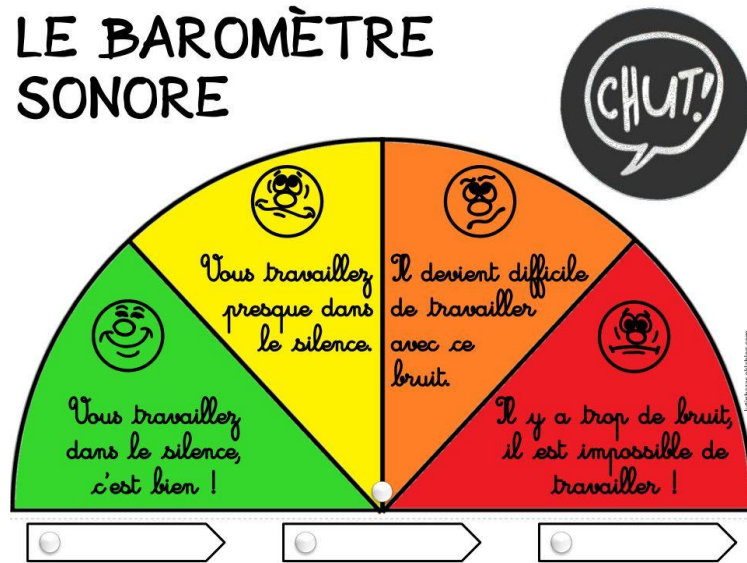 LE BAROMÈTRE
SONORE
CHUT!
Vous travaillez
dans le silence,
c'est bien !
Vous travaillez
presque dans
le silence.
Il devient difficile
de travailler
avec ce
bruit.
Il y a trop de bruit,
il est impossible de
travailler !